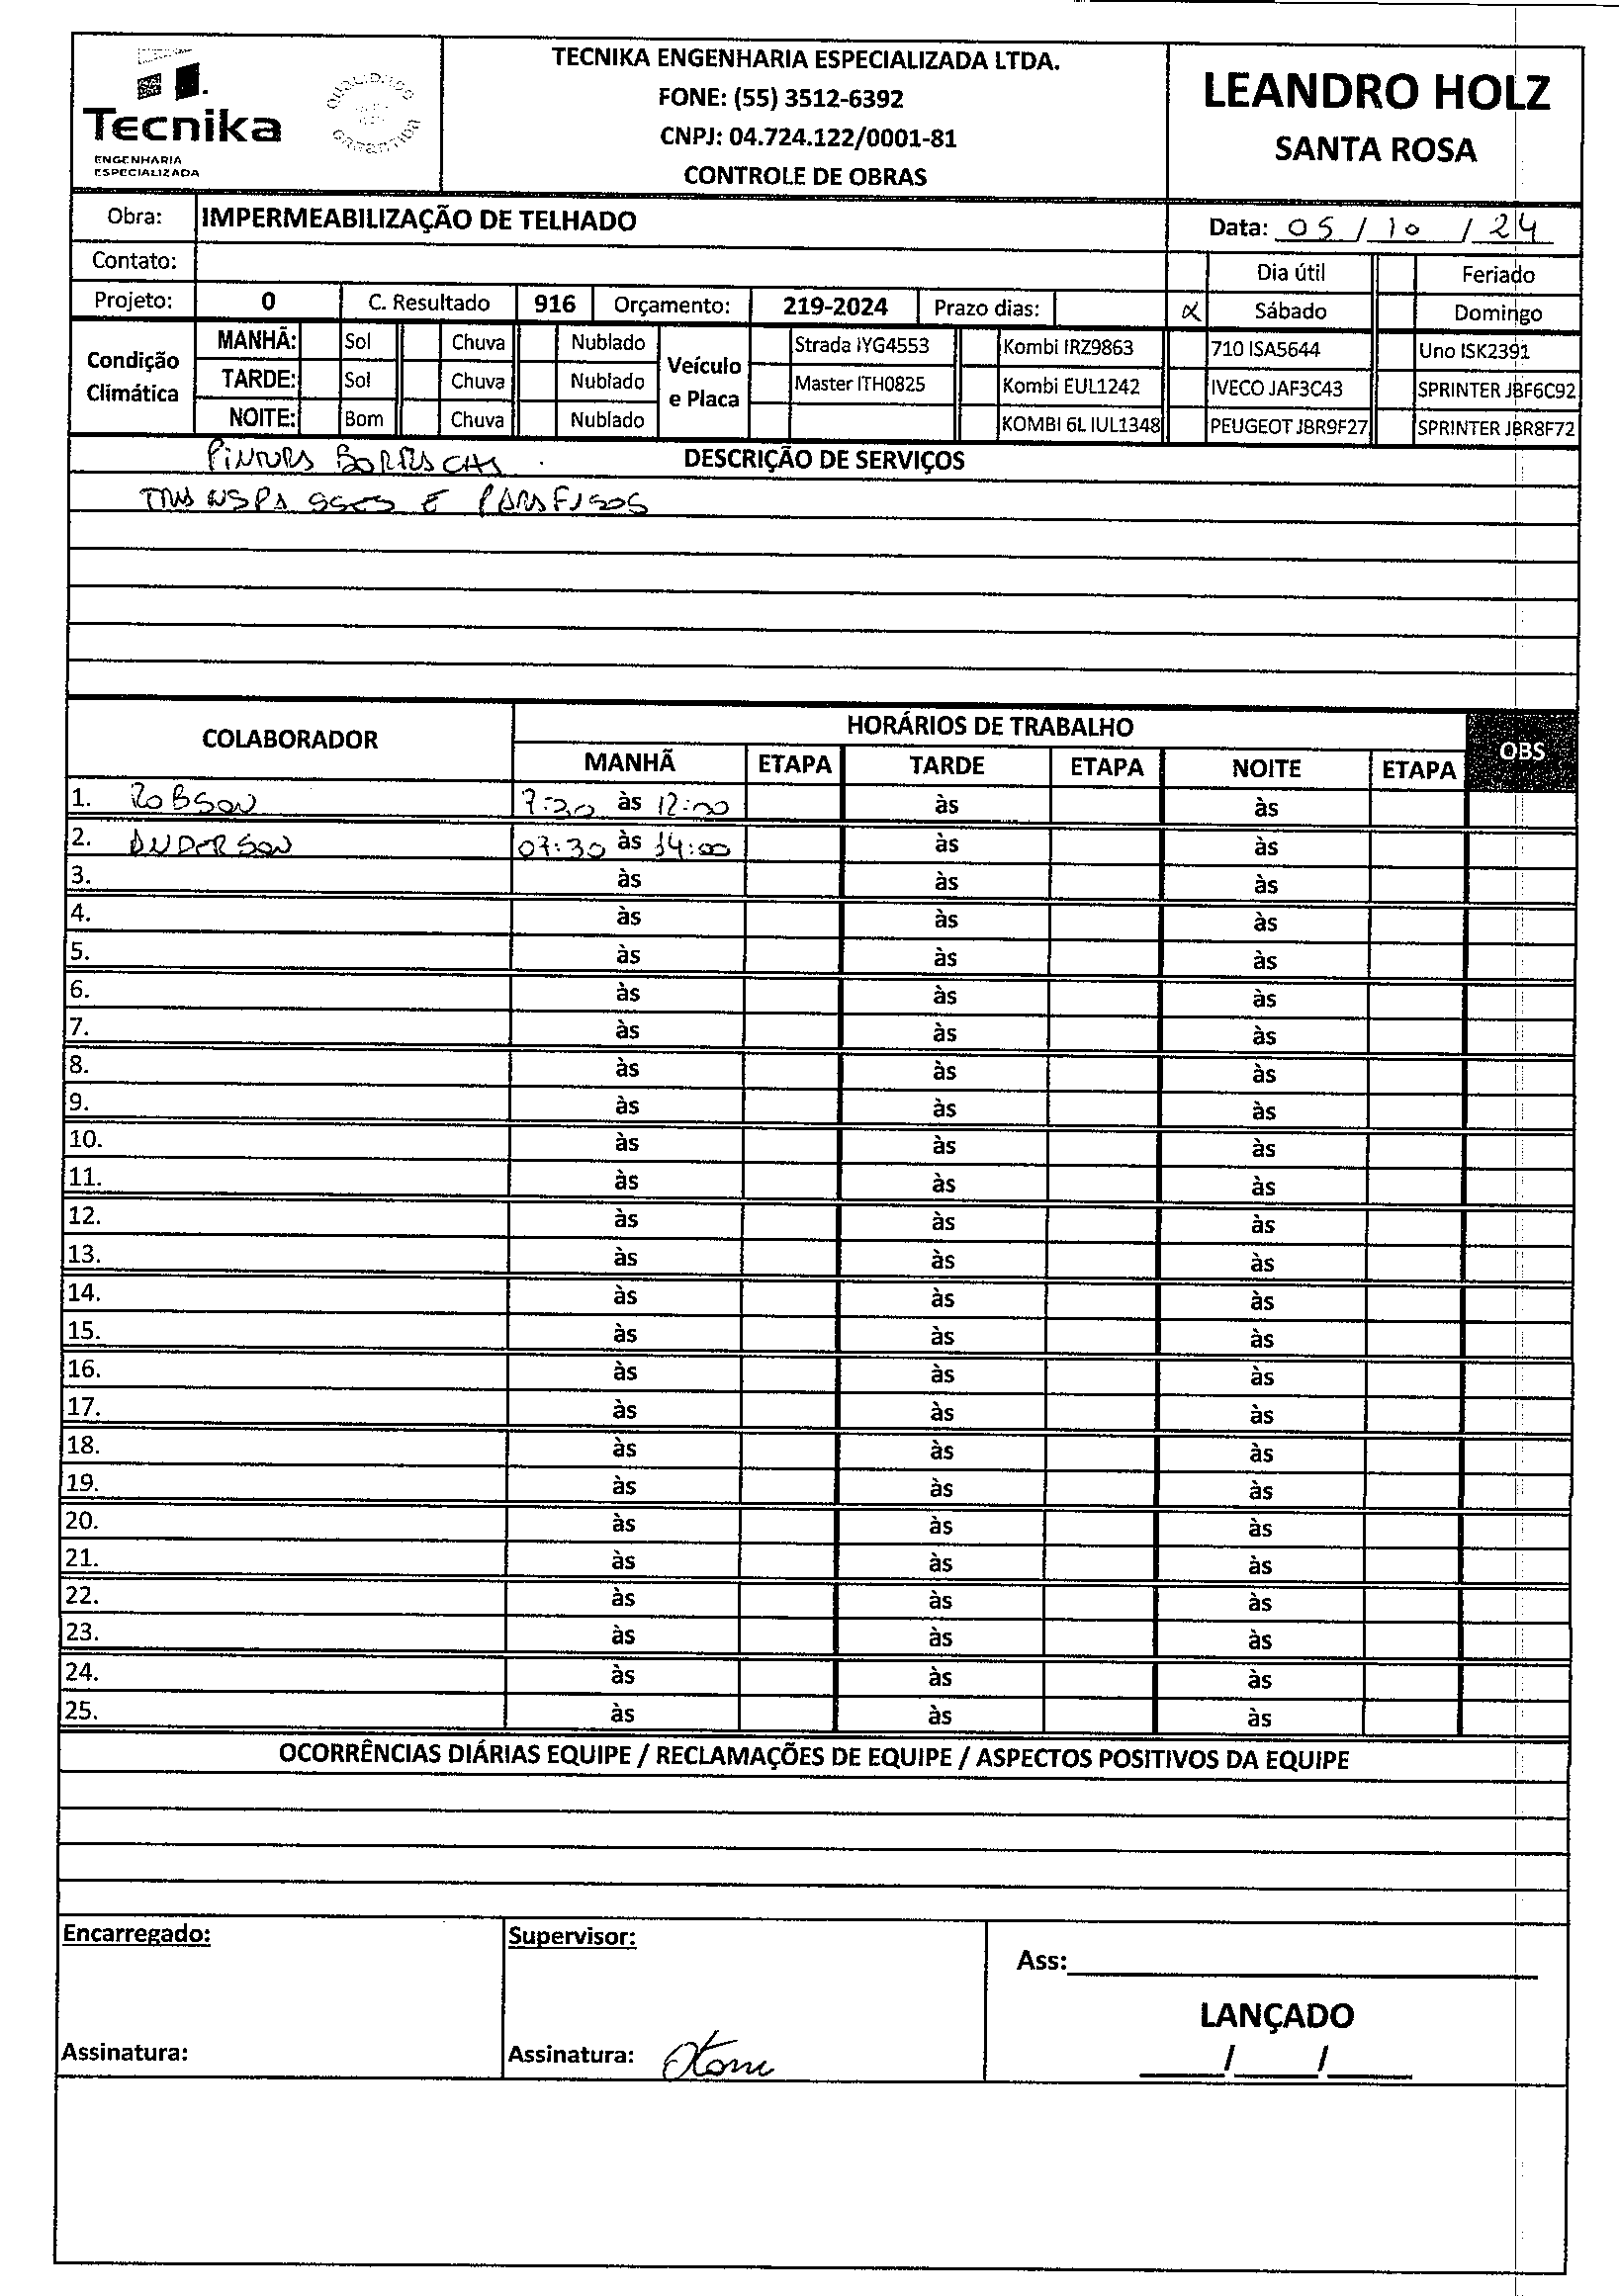 Tecnika
ENGENHARIA
ESPECIALIZADA
TECNIKA ENGENHARIA ESPECIALIZADA LTDA.
FONE: (55) 3512-6392
CNPJ: 04.724.122/0001-81
CONTROLE DE OBRAS
LEANDRO HOLZ
SANTA ROSA
Obra: IMPERMEABILIZAÇÃO DE TELHADO
Data: 05 / 10 / 24
Contato:
Dia útil Feriado
Projeto: 0 C. Resultado 916 Orçamento: 219-2024 Prazo dias: X Sábado Domingo
Condição Climática
MANHÃ: Sol Chuva Nublado
TARDE: Sol Chuva Nublado
NOITE: Bom Chuva Nublado
Veículo e Placa
Strada IYG4553 Kombi IRZ9863 710 ISA5644 Uno ISK2391
Master ITH0825 Kombi EUL1242 IVECO JAF3C43 SPRINTER JBF6C92
KOMBI 6L IUL1348 PEUGEOT JBR9F27 SPRINTER JBR8F72
DESCRIÇÃO DE SERVIÇOS
E PARAFUSOS
COLABORADOR HORÁRIOS DE TRABALHO OBS
MANHÃ ETAPA TARDE ETAPA NOITE ETAPA
1. ROBSON 7:30 às 12:00 às às
2. ANDERSON 07:30 às 14:00 às às
3. às às às
4. às às às
5. às às às
6. às às às
7. às às às
8. às às às
9. às às às
10. às às às
11. às às às
12. às às às
13. às às às
14. às às às
15. às às às
16. às às às
17. às às às
18. às às às
19. às às às
20. às às às
21. às às às
22. às às às
23. às às às
24. às às às
25. às às às
OCORRÊNCIAS DIÁRIAS EQUIPE / RECLAMAÇÕES DE EQUIPE / ASPECTOS POSITIVOS DA EQUIPE
Encarregado:
Assinatura:
Supervisor:
Assinatura:
Ass:
LANÇADO
/ /